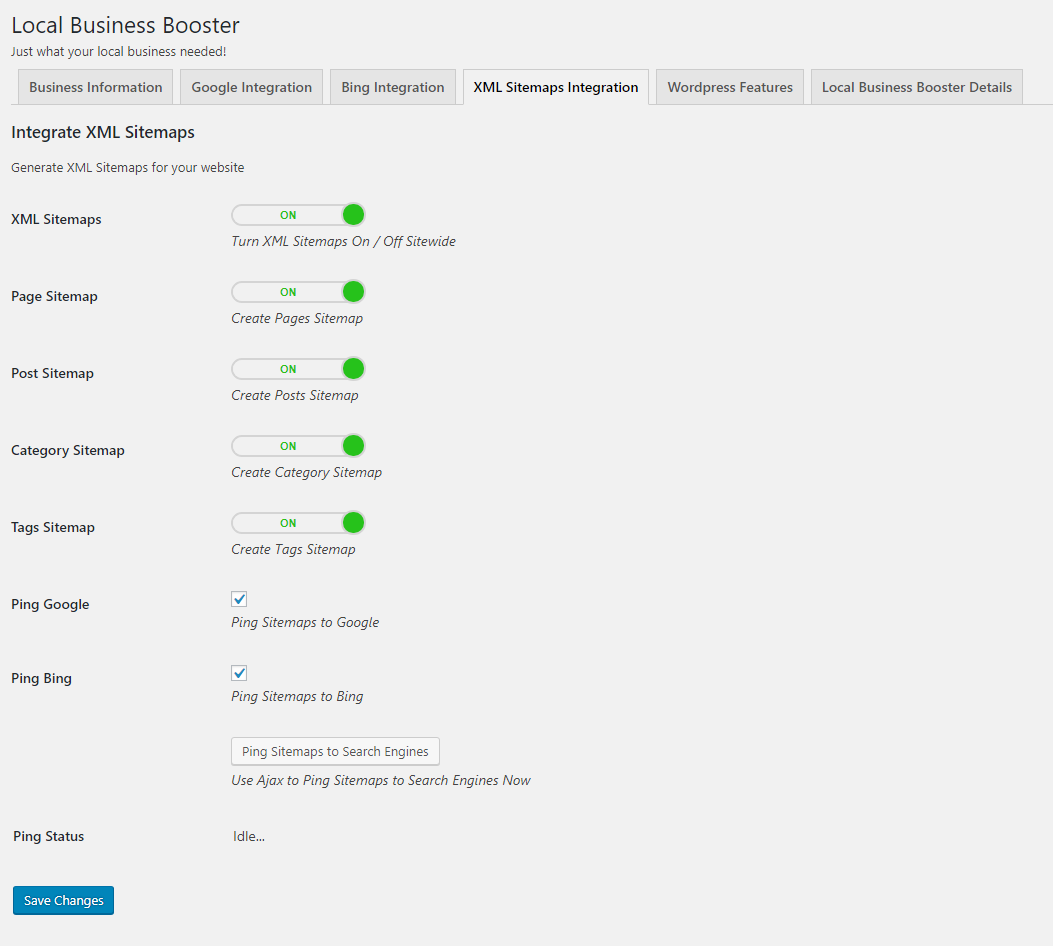 Local Business Booster
Just what your local business needed!
Business Information
Google Integration
Bing Integration
XML Sitemaps Integration
Wordpress Features
Local Business Booster Details
Integrate XML Sitemaps
Generate XML Sitemaps for your website
XML Sitemaps
ON
Turn XML Sitemaps On / Off Sitewide
Page Sitemap
ON
Create Pages Sitemap
Post Sitemap
ON
Create Posts Sitemap
Category Sitemap
ON
Create Category Sitemap
Tags Sitemap
ON
Create Tags Sitemap
Ping Google
Ping Sitemaps to Google
Ping Bing
Ping Sitemaps to Bing
Ping Sitemaps to Search Engines
Use Ajax to Ping Sitemaps to Search Engines Now
Ping Status
Idle...
Save Changes